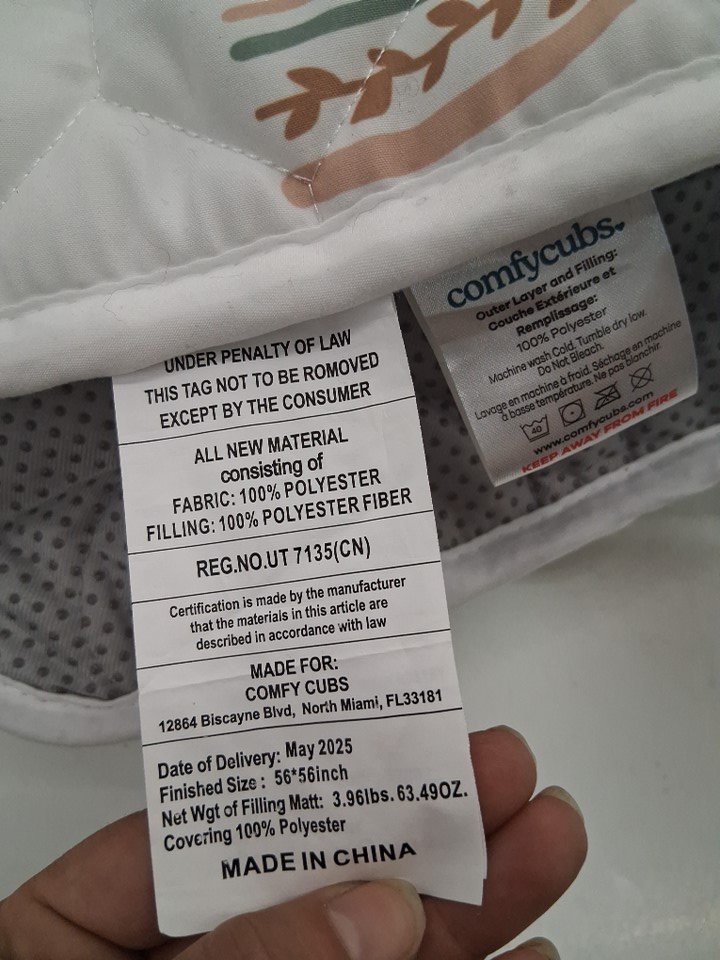 UNDER PENALTY OF LAW
THIS TAG NOT TO BE ROMOVED
EXCEPT BY THE CONSUMER
ALL NEW MATERIAL
consisting of
FABRIC: 100% POLYESTER
FILLING: 100% POLYESTER FIBER
REG.NO.UT 7135(CN)
Certification is made by the manufacturer
that the materials in this article are
described in accordance with law
MADE FOR:
COMFY CUBS
12864 Biscayne Blvd, North Miami, FL33181
Date of Delivery: May 2025
Finished Size : 56*56inch
Net Wgt of Filling Matt: 3.96lbs. 63.49OZ.
Covering 100% Polyester
MADE IN CHINA
comfycubs.
Outer Layer and Filling:
Couche Extérieure et
Remplissage:
100% Polyester
Machine wash Cold. Tumble dry low.
Do Not Bleach.
Lavage en machine à froid. Séchage en machine
à basse température. Ne pas blanchir.
40
www.comfycubs.com
KEEP AWAY FROM FIRE